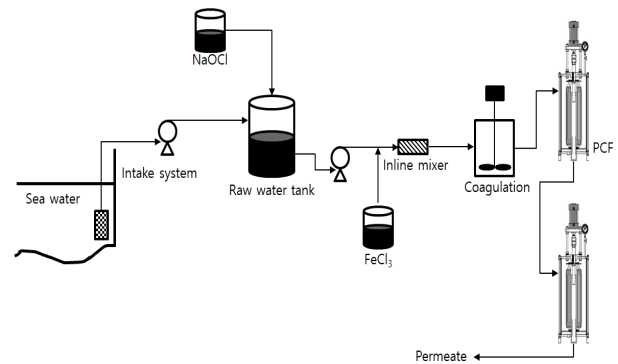 NaOCl
Intake system
Sea water
Raw water tank
Inline mixer
Coagulation
PCF
FeCl₃
Permeate